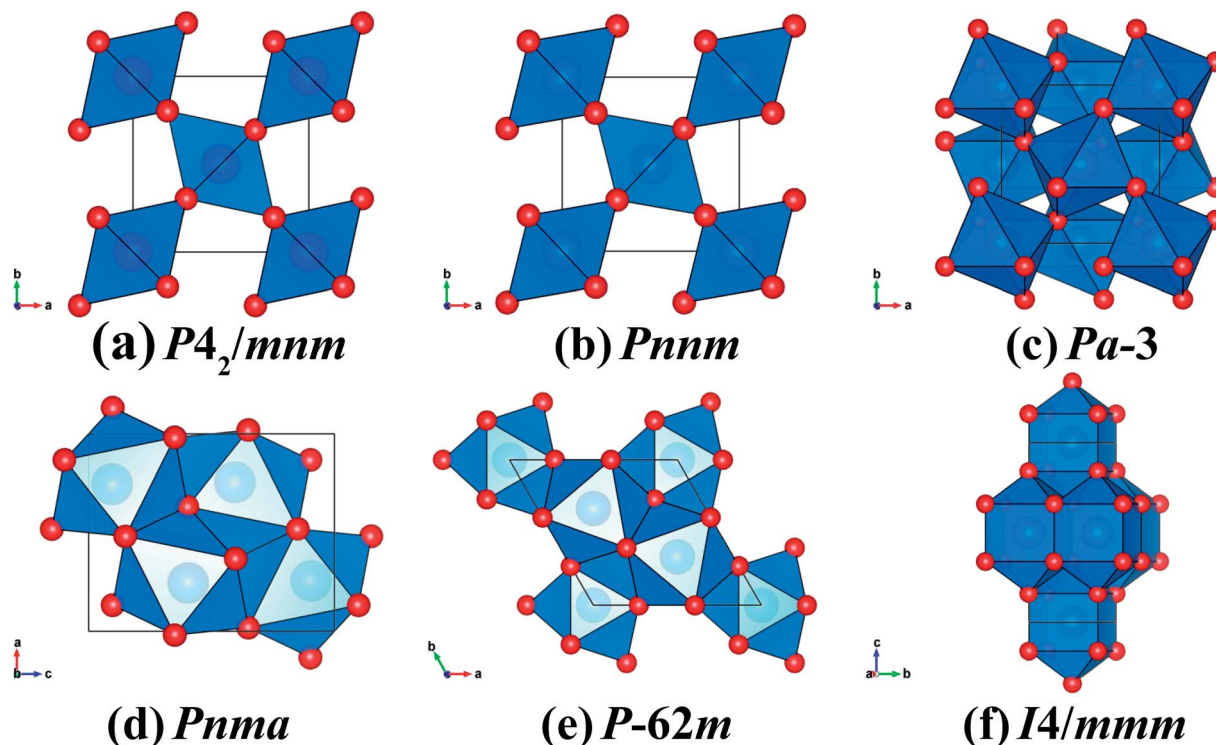 b
a
(a) P4₂/mnm
b
a
(b) Pnnm
b
a
(c) Pa-3
a
b c
(d) Pnma
b
a
(e) P-62m
c
a b
(f) I4/mmm